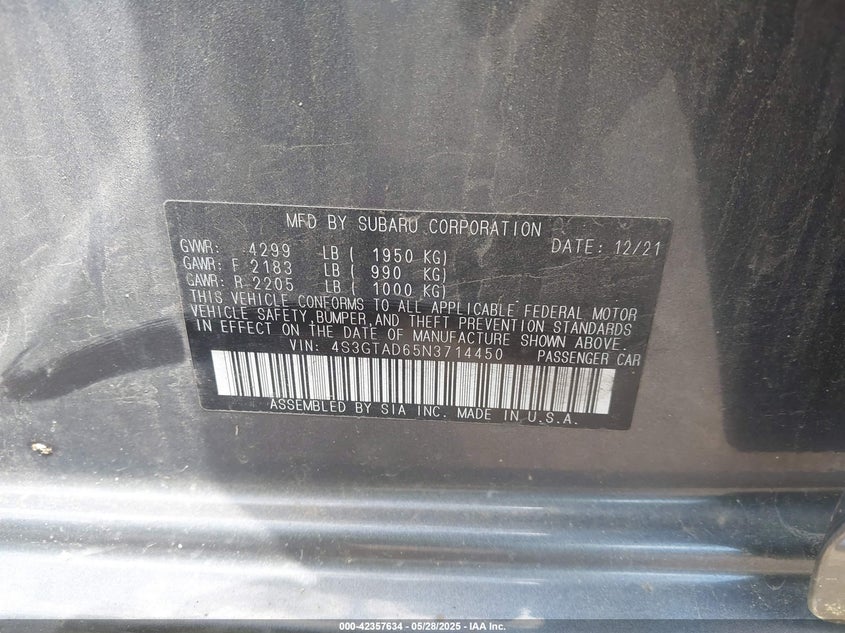 MFD BY SUBARU CORPORATION
GVWR: 4299 LB ( 1950 KG) DATE: 12/21
GAWR: F 2183 LB ( 990 KG)
GAWR: R 2205 LB ( 1000 KG)
THIS VEHICLE CONFORMS TO ALL APPLICABLE FEDERAL MOTOR
VEHICLE SAFETY,BUMPER,AND THEFT PREVENTION STANDARDS
IN EFFECT ON THE DATE OF MANUFACTURE SHOWN ABOVE.
VIN: 4S3GTAD65N3714450 PASSENGER CAR
ASSEMBLED BY SIA INC. MADE IN U.S.A.
000-42357634 - 05/28/2025 - IAA Inc.